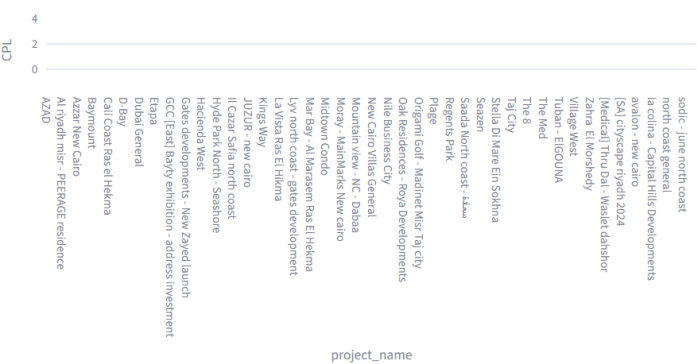 4
2
0
CPL
AZAD
Al riyadh misr - PEERAGE residence
Azzar New Cairo
Baymount
Cali Coast Ras el Hekma
D-Bay
Dubai General
Etapa
GCC [East] Bayfy exhibition - address investment
Gates developments - New Zayed launch
Hacienda West
Hyde Park North - Seashore
Il Cazar Safia north coast
JUZUR - new cairo
Kings Way
La Vista Ras El Hikma
Lyv north coast - gates development
Mar Bay - Al Marasem Ras El Hekma
Midtown Condo
Moray - MainMarks New cairo
Mountain view - NC - Dabaa
New Cairo Villas General
Nile Business City
Oak Residences - Roya Developments
Origami Golf - Madinet Misr Taj city
Plage
Regents Park
Saada North coast - سعادة
Seazen
Stella Di Mare Ein Sokhna
Taj City
The 8
The Med
Tuban - ElGOUNA
Village West
Zahra El Morshedy
[Medical] Thru Dal - Waslet dahshor
[SA] cityscape riyadh 2024
avalon - new cairo
la colina - Capital Hills Developments
north coast general
sodic - june north coast
project_name